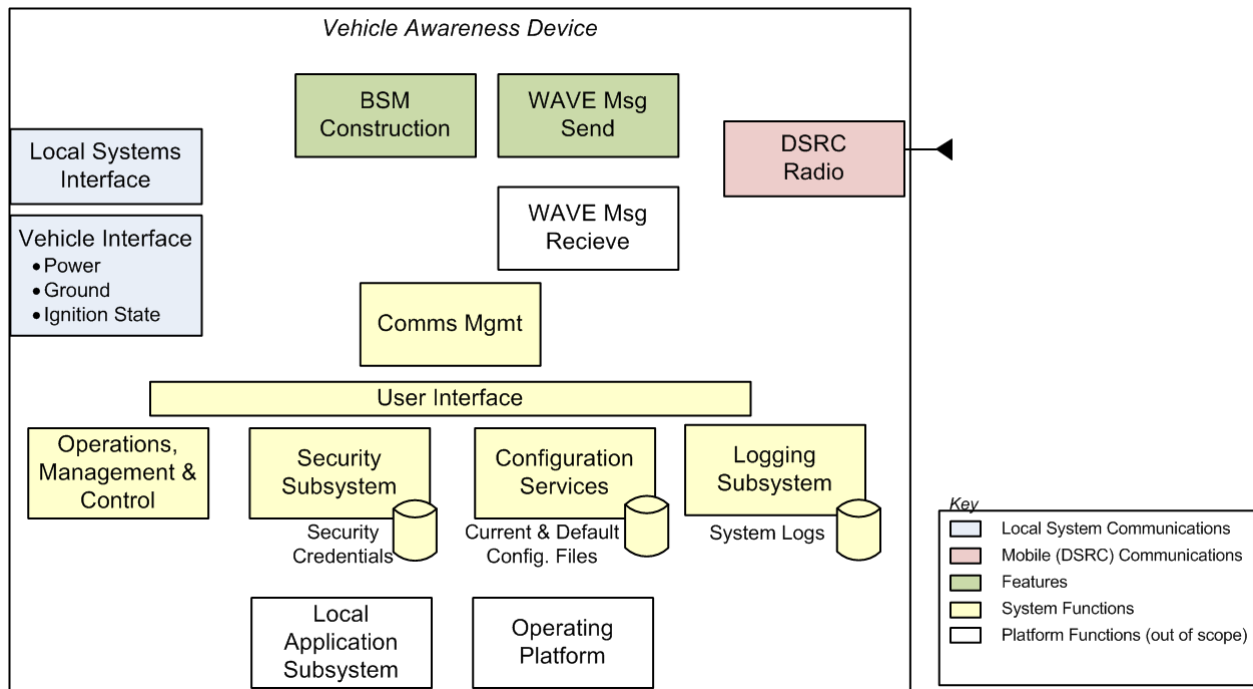 Vehicle Awareness Device
BSM
Construction
WAVE Msg
Send
DSRC
Radio
Local Systems
Interface
WAVE Msg
Recieve
Vehicle Interface
• Power
• Ground
• Ignition State
Comms Mgmt
User Interface
Operations,
Management &
Control
Security
Subsystem
Configuration
Services
Logging
Subsystem
Security
Credentials
Current & Default
Config. Files
System Logs
Local
Application
Subsystem
Operating
Platform
Key
Local System Communications
Mobile (DSRC) Communications
Features
System Functions
Platform Functions (out of scope)